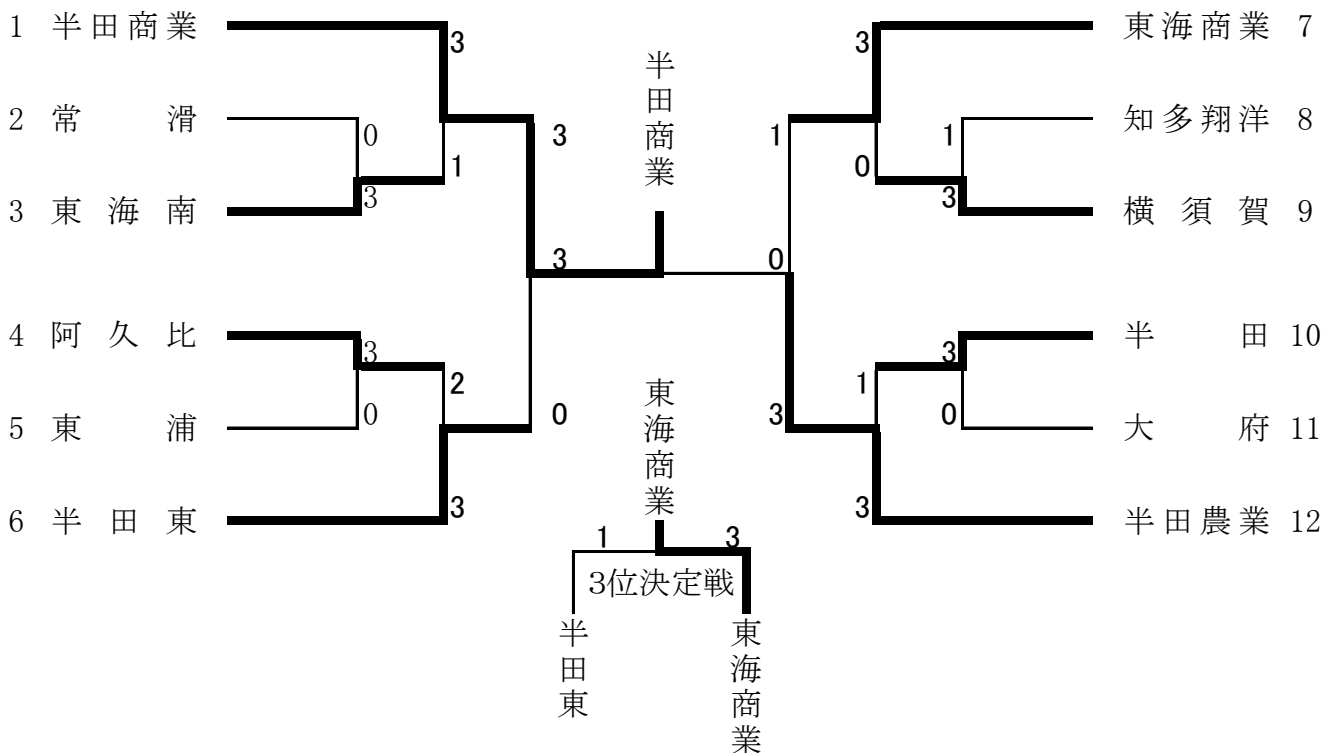 1 半田商業
3
3 東海商業 7
半田商業
2 常滑
0
3
1
1 知多翔洋 8
1
0
3 東海南
3
3 横須賀 9
3
0
4 阿久比
3
3 半田 10
2
東海商業
1
5 東浦
0
0
3
0 大府 11
6 半田東
3
3 半田農業 12
1 3
3位決定戦
半田東
東海商業